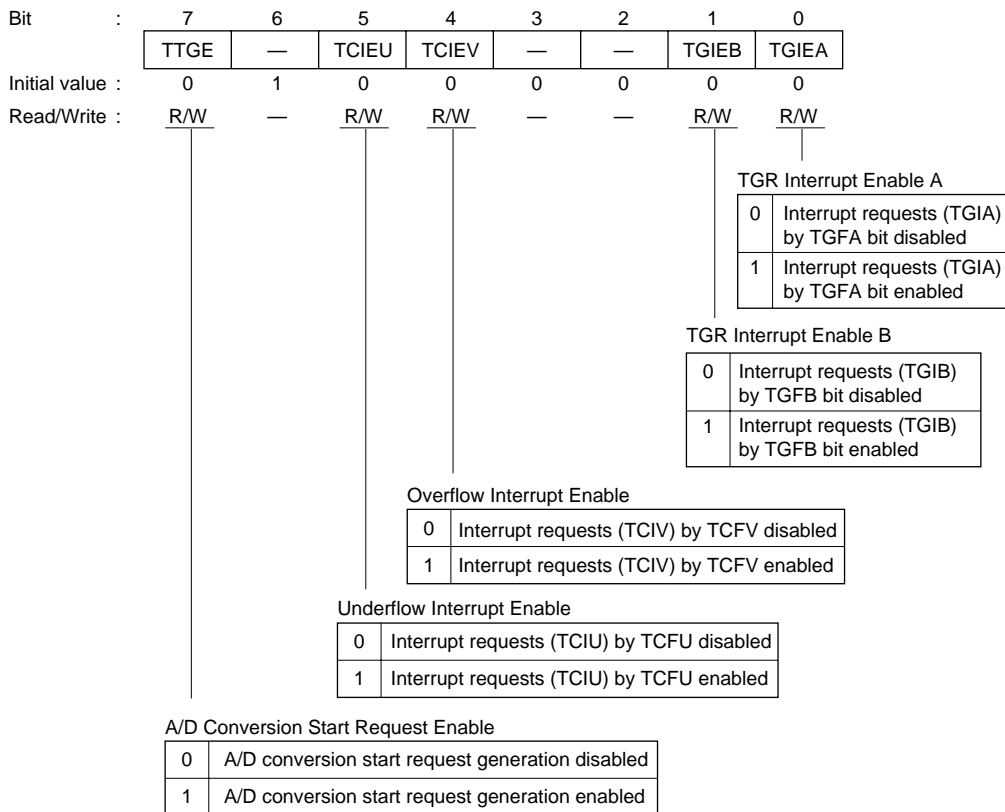 Bit : 7 6 5 4 3 2 1 0
TTGE — TCIEU TCIEV — — TGIEB TGIEA
Initial value : 0 1 0 0 0 0 0 0
Read/Write : R/W — R/W R/W — — R/W R/W
TGR Interrupt Enable A
0 Interrupt requests (TGIA)
by TGFA bit disabled
1 Interrupt requests (TGIA)
by TGFA bit enabled
TGR Interrupt Enable B
0 Interrupt requests (TGIB)
by TGFB bit disabled
1 Interrupt requests (TGIB)
by TGFB bit enabled
Overflow Interrupt Enable
0 Interrupt requests (TCIV) by TCFV disabled
1 Interrupt requests (TCIV) by TCFV enabled
Underflow Interrupt Enable
0 Interrupt requests (TCIU) by TCFU disabled
1 Interrupt requests (TCIU) by TCFU enabled
A/D Conversion Start Request Enable
0 A/D conversion start request generation disabled
1 A/D conversion start request generation enabled